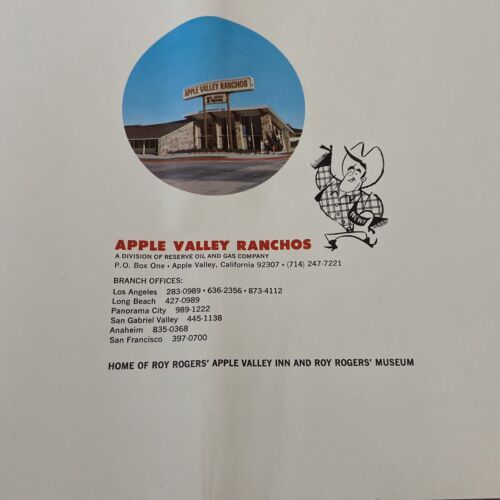 APPLE VALLEY RANCHOS
APPLE VALLEY RANCHOS
A DIVISION OF RESERVE OIL AND GAS COMPANY
P.O. Box One • Apple Valley, California 92307 • (714) 247-7221
BRANCH OFFICES:
Los Angeles 283-0989 • 636-2356 • 873-4112
Long Beach 427-0989
Panorama City 989-1222
San Gabriel Valley 445-1138
Anaheim 835-0368
San Francisco 397-0700
HOME OF ROY ROGERS' APPLE VALLEY INN AND ROY ROGERS' MUSEUM